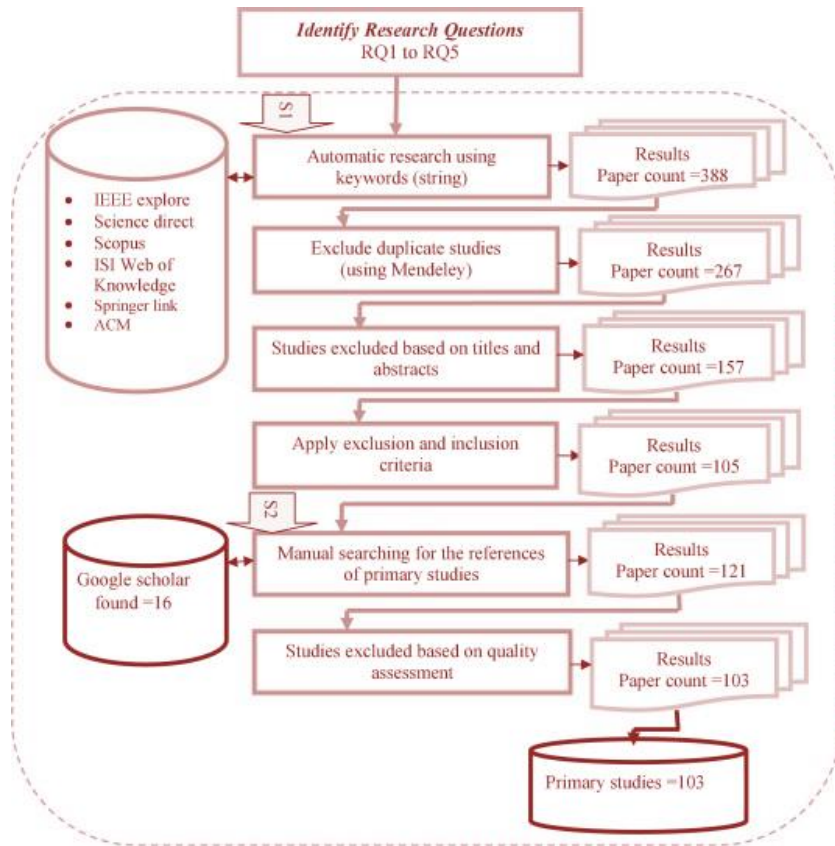 Identify Research Questions
RQ1 to RQ5
S1
IEEE explore
Science direct
Scopus
ISI Web of
Knowledge
Springer link
ACM
Automatic research using
keywords (string)
Results
Paper count =388
Exclude duplicate studies
(using Mendeley)
Results
Paper count =267
Studies excluded based on titles and
abstracts
Results
Paper count =157
Apply exclusion and inclusion
criteria
Results
Paper count =105
S2
Google scholar
found =16
Manual searching for the references
of primary studies
Results
Paper count =121
Studies excluded based on quality
assessment
Results
Paper count =103
Primary studies =103